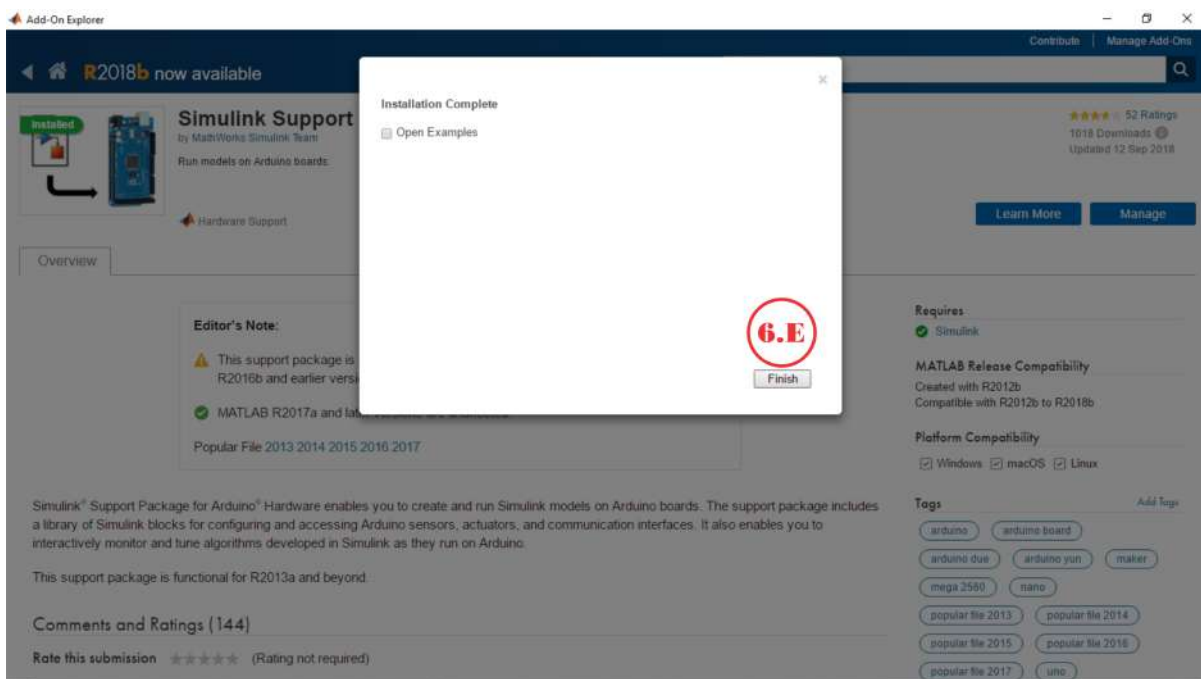 Add-On Explorer
Contribute | Manage Add-Ons
R2018b now available
Installed
Simulink Support
by MathWorks Simulink Team
Run models on Arduino boards.
Hardware Support
52 Ratings
1018 Downloads
Updated 12 Sep 2018
Learn More
Manage
Overview
Installation Complete
Open Examples
6.E
Finish
Editor's Note:
This support package is
R2016b and earlier versi
MATLAB R2017a and
Popular File 2013 2014 2015 2016 2017
Simulink® Support Package for Arduino® Hardware enables you to create and run Simulink models on Arduino boards. The support package includes
a library of Simulink blocks for configuring and accessing Arduino sensors, actuators, and communication interfaces. It also enables you to
interactively monitor and tune algorithms developed in Simulink as they run on Arduino.
This support package is functional for R2013a and beyond.
Comments and Ratings (144)
Rate this submission (Rating not required)
Requires
Simulink
MATLAB Release Compatibility
Created with R2012b
Compatible with R2012b to R2018b
Platform Compatibility
Windows macOS Linux
Tags Add Tags
arduino arduino board
arduino due arduino yun maker
mega 2560 nano
popular file 2013 popular file 2014
popular file 2015 popular file 2016
popular file 2017 uno